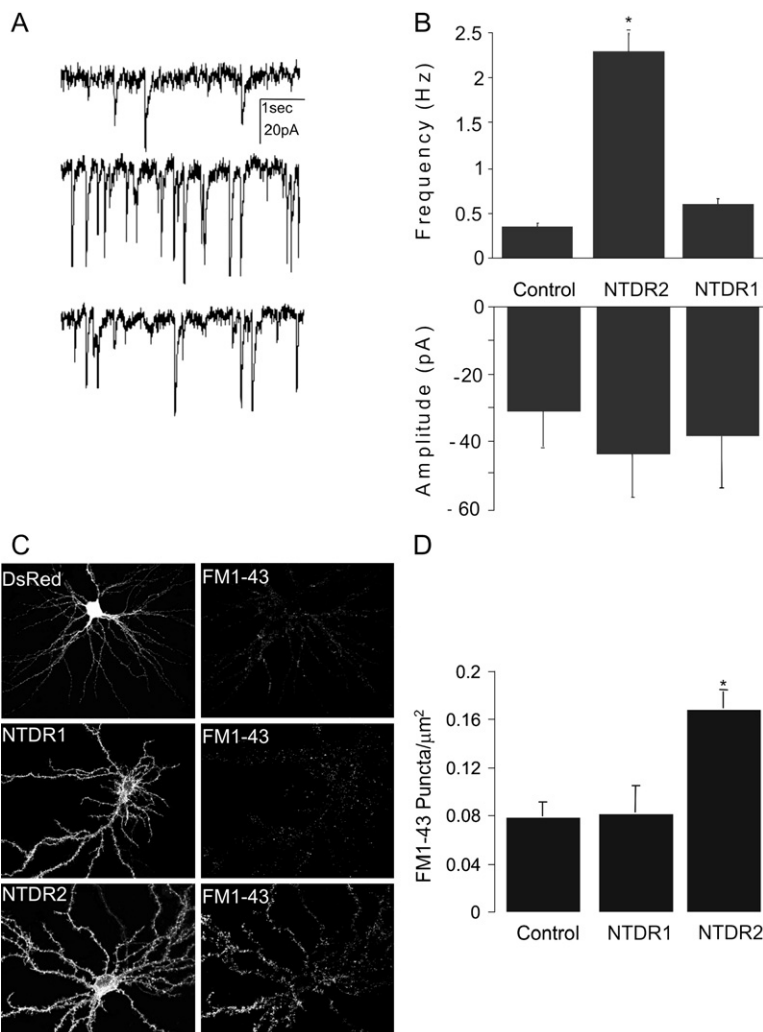 A
1sec
20pA
B
2.5
2
1.5
1
0.5
0
Frequency (Hz)
*
Control NTDR2 NTDR1
0
-20
-40
-60
Amplitude (pA)
C
DsRed FM1-43
NTDR1 FM1-43
NTDR2 FM1-43
D
0.2
0.16
0.12
0.08
0.04
0
FM1-43 Puncta/μm²
*
Control NTDR1 NTDR2